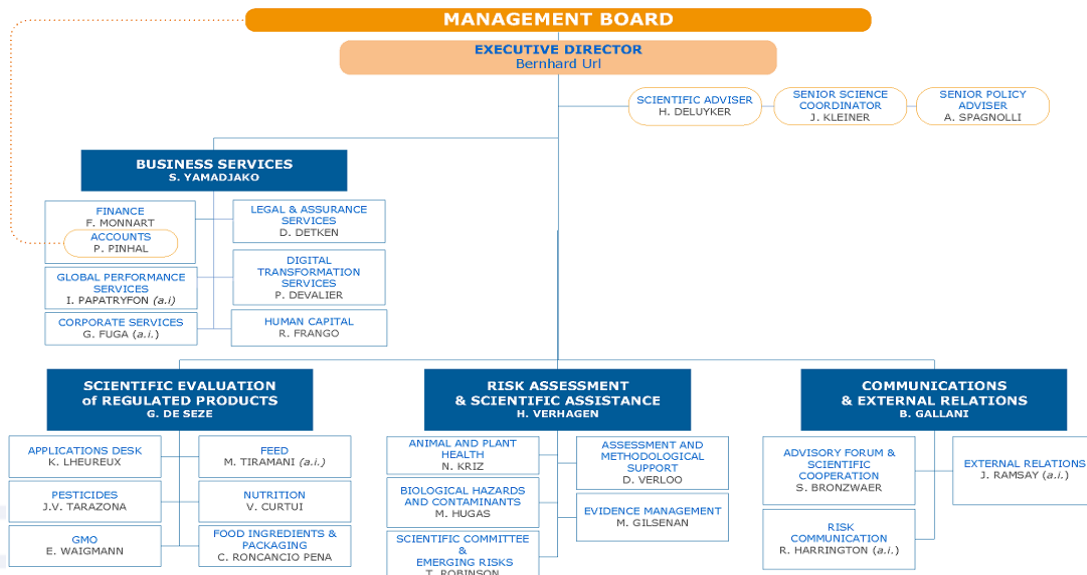 MANAGEMENT BOARD
EXECUTIVE DIRECTOR
Bernhard Url
SCIENTIFIC ADVISER
H. DELUYKER
SENIOR SCIENCE
COORDINATOR
J. KLEINER
SENIOR POLICY
ADVISER
A. SPAGNOLLI
BUSINESS SERVICES
S. YAMADJAKO
FINANCE
F. MONNART
ACCOUNTS
P. PINHAL
LEGAL & ASSURANCE
SERVICES
D. DETKEN
GLOBAL PERFORMANCE
SERVICES
I. PAPATRYFON (a.i)
DIGITAL
TRANSFORMATION
SERVICES
P. DEVALIER
CORPORATE SERVICES
G. FUGA (a.i.)
HUMAN CAPITAL
R. FRANGO
SCIENTIFIC EVALUATION
of REGULATED PRODUCTS
G. DE SEZE
APPLICATIONS DESK
K. LHEUREUX
FEED
M. TIRAMANI (a.i.)
PESTICIDES
J.V. TARAZONA
NUTRITION
V. CURTUI
GMO
E. WAIGMANN
FOOD INGREDIENTS &
PACKAGING
C. RONCANCIO PENA
RISK ASSESSMENT
& SCIENTIFIC ASSISTANCE
H. VERHAGEN
ANIMAL AND PLANT
HEALTH
N. KRIZ
ASSESSMENT AND
METHODOLOGICAL
SUPPORT
D. VERLOO
BIOLOGICAL HAZARDS
AND CONTAMINANTS
M. HUGAS
EVIDENCE MANAGEMENT
M. GILSENAN
SCIENTIFIC COMMITTEE
&
EMERGING RISKS
T. ROBINSON
COMMUNICATIONS
& EXTERNAL RELATIONS
B. GALLANI
ADVISORY FORUM &
SCIENTIFIC
COOPERATION
S. BRONZWAER
EXTERNAL RELATIONS
J. RAMSAY (a.i.)
RISK
COMMUNICATION
R. HARRINGTON (a.i.)